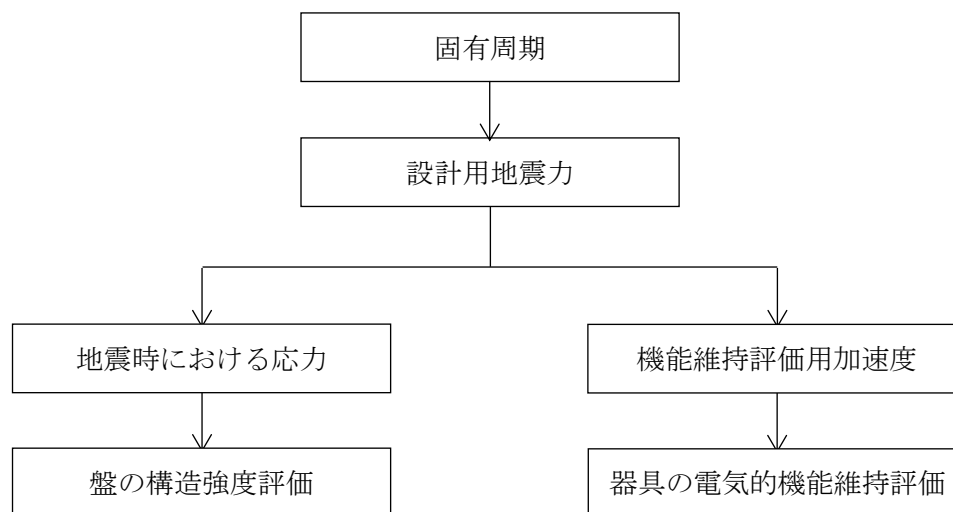 固有周期
設計用地震力
地震時における応力
機能維持評価用加速度
盤の構造強度評価
器具の電気的機能維持評価